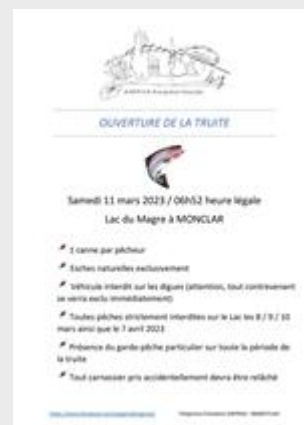 OUVERTURE DE LA TRUITE
Samedi 11 mars 2023 / 06h52 heure légale
Lac du Magre à MONCLAR
1 canne par pêcheur
Esches naturelles exclusivement
Véhicule interdit sur les digues (attention, tout contrevenant
se verra exclu immédiatement)
Toutes pêches strictement interdites sur le Lac les 8 / 9 / 10
mars ainsi que le 7 avril 2023
Présence du garde-pêche particulier sur toute la période de
la truite
Tout carnassier pris accidentellement devra être relâché